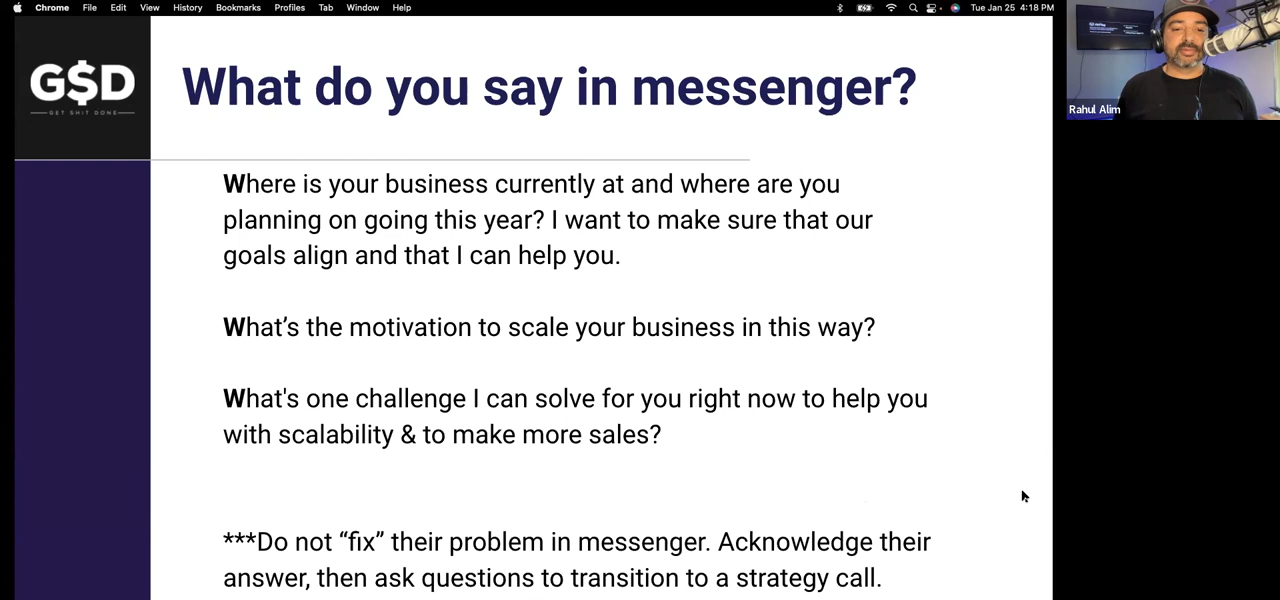 Chrome File Edit View History Bookmarks Profiles Tab Window Help Tue Jan 25 4:18 PM
G$D
GET SHIT DONE
What do you say in messenger?
Rahul Alim
Where is your business currently at and where are you
planning on going this year? I want to make sure that our
goals align and that I can help you.
What’s the motivation to scale your business in this way?
What's one challenge I can solve for you right now to help you
with scalability & to make more sales?
***Do not “fix” their problem in messenger. Acknowledge their
answer, then ask questions to transition to a strategy call.